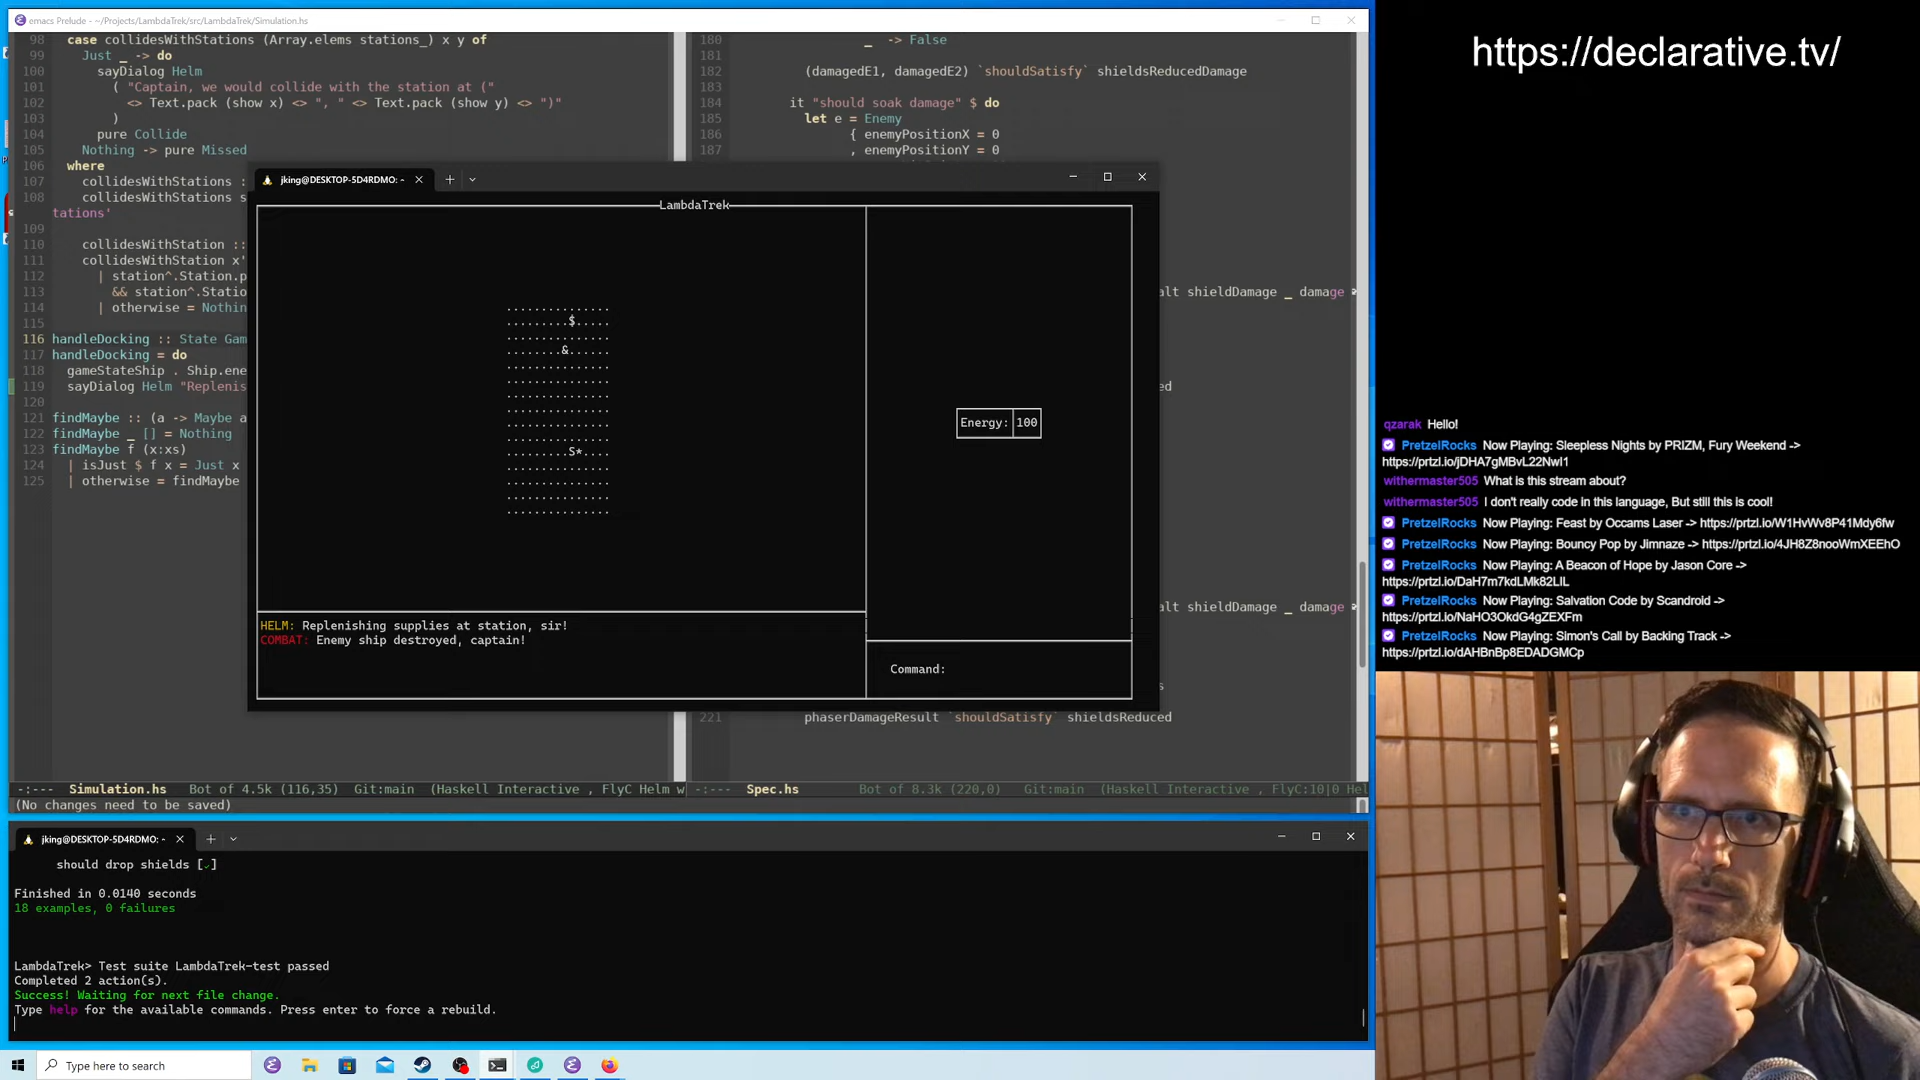 emacs Prelude - ~/Projects/LambdaTrek/src/LambdaTrek/Simulation.hs
98 case collidesWithStations (Array.elems stations_) x y of
99 Just _ -> do
100 sayDialog Helm
101 ( "Captain, we would collide with the station at ("
102 <> Text.pack (show x) <> ", " <> Text.pack (show y) <> ")"
103 )
104 pure Collide
105 Nothing -> pure Missed
106 where
107 collidesWithStations :
108 collidesWithStations s
tations'
109
110 collidesWithStation ::
111 collidesWithStation x'
112 | station^.Station.p
113 && station^.Statio
114 | otherwise = Nothin
115
116 handleDocking :: State Gam
117 handleDocking = do
118 gameStateShip . Ship.ene
119 sayDialog Helm "Replenis
120
121 findMaybe :: (a -> Maybe a
122 findMaybe _ [] = Nothing
123 findMaybe f (x:xs)
124 | isJust $ f x = Just x
125 | otherwise = findMaybe
180 _ -> False
181
182 (damagedE1, damagedE2) `shouldSatisfy` shieldsReducedDamage
183
184 it "should soak damage" $ do
185 let e = Enemy
186 { enemyPositionX = 0
187 , enemyPositionY = 0
alt shieldDamage _ damage
ed
alt shieldDamage _ damage
s
221 phaserDamageResult `shouldSatisfy` shieldsReduced
jking@DESKTOP-5D4RDMO: ~
LambdaTrek
...............
.........$.....
...............
........&......
...............
...............
...............
...............
...............
...............
.........S*....
...............
...............
...............
...............
Energy: 100
HELM: Replenishing supplies at station, sir!
COMBAT: Enemy ship destroyed, captain!
Command:
-:--- Simulation.hs Bot of 4.5k (116,35) Git:main (Haskell Interactive , FlyC Helm w
-:--- Spec.hs Bot of 8.3k (220,0) Git:main (Haskell Interactive , FlyC:10|0 Hel
(No changes need to be saved)
jking@DESKTOP-5D4RDMO: ~
should drop shields [✓]
Finished in 0.0140 seconds
18 examples, 0 failures
LambdaTrek> Test suite LambdaTrek-test passed
Completed 2 action(s).
Success! Waiting for next file change.
Type help for the available commands. Press enter to force a rebuild.
Type here to search
https://declarative.tv/
qzarak Hello!
PretzelRocks Now Playing: Sleepless Nights by PRIZM, Fury Weekend ->
https://prtzl.io/jDHA7gMBvL22Nwl1
withermaster505 What is this stream about?
withermaster505 I don't really code in this language, But still this is cool!
PretzelRocks Now Playing: Feast by Occams Laser -> https://prtzl.io/W1HvWv8P41Mdy6fw
PretzelRocks Now Playing: Bouncy Pop by Jimnaze -> https://prtzl.io/4JH8Z8nooWmXEEhO
PretzelRocks Now Playing: A Beacon of Hope by Jason Core ->
https://prtzl.io/DaH7m7kdLMk82LlL
PretzelRocks Now Playing: Salvation Code by Scandroid ->
https://prtzl.io/NaHO3OkdG4gZEXFm
PretzelRocks Now Playing: Simon's Call by Backing Track ->
https://prtzl.io/dAHBnBp8EDADGMCp